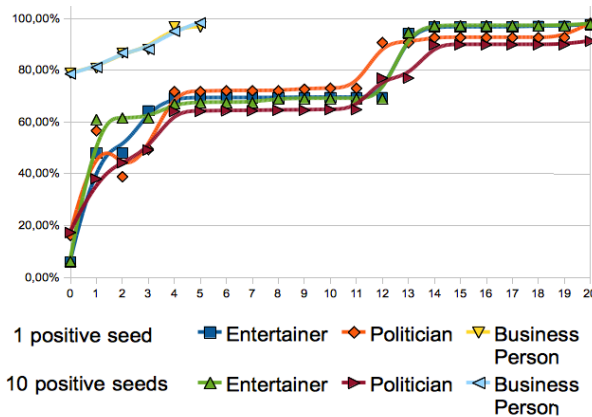 100,00%
80,00%
60,00%
40,00%
20,00%
0,00%
0 1 2 3 4 5 6 7 8 9 10 11 12 13 14 15 16 17 18 19 20
1 positive seed Entertainer Politician Business
Person
10 positive seeds Entertainer Politician Business
Person